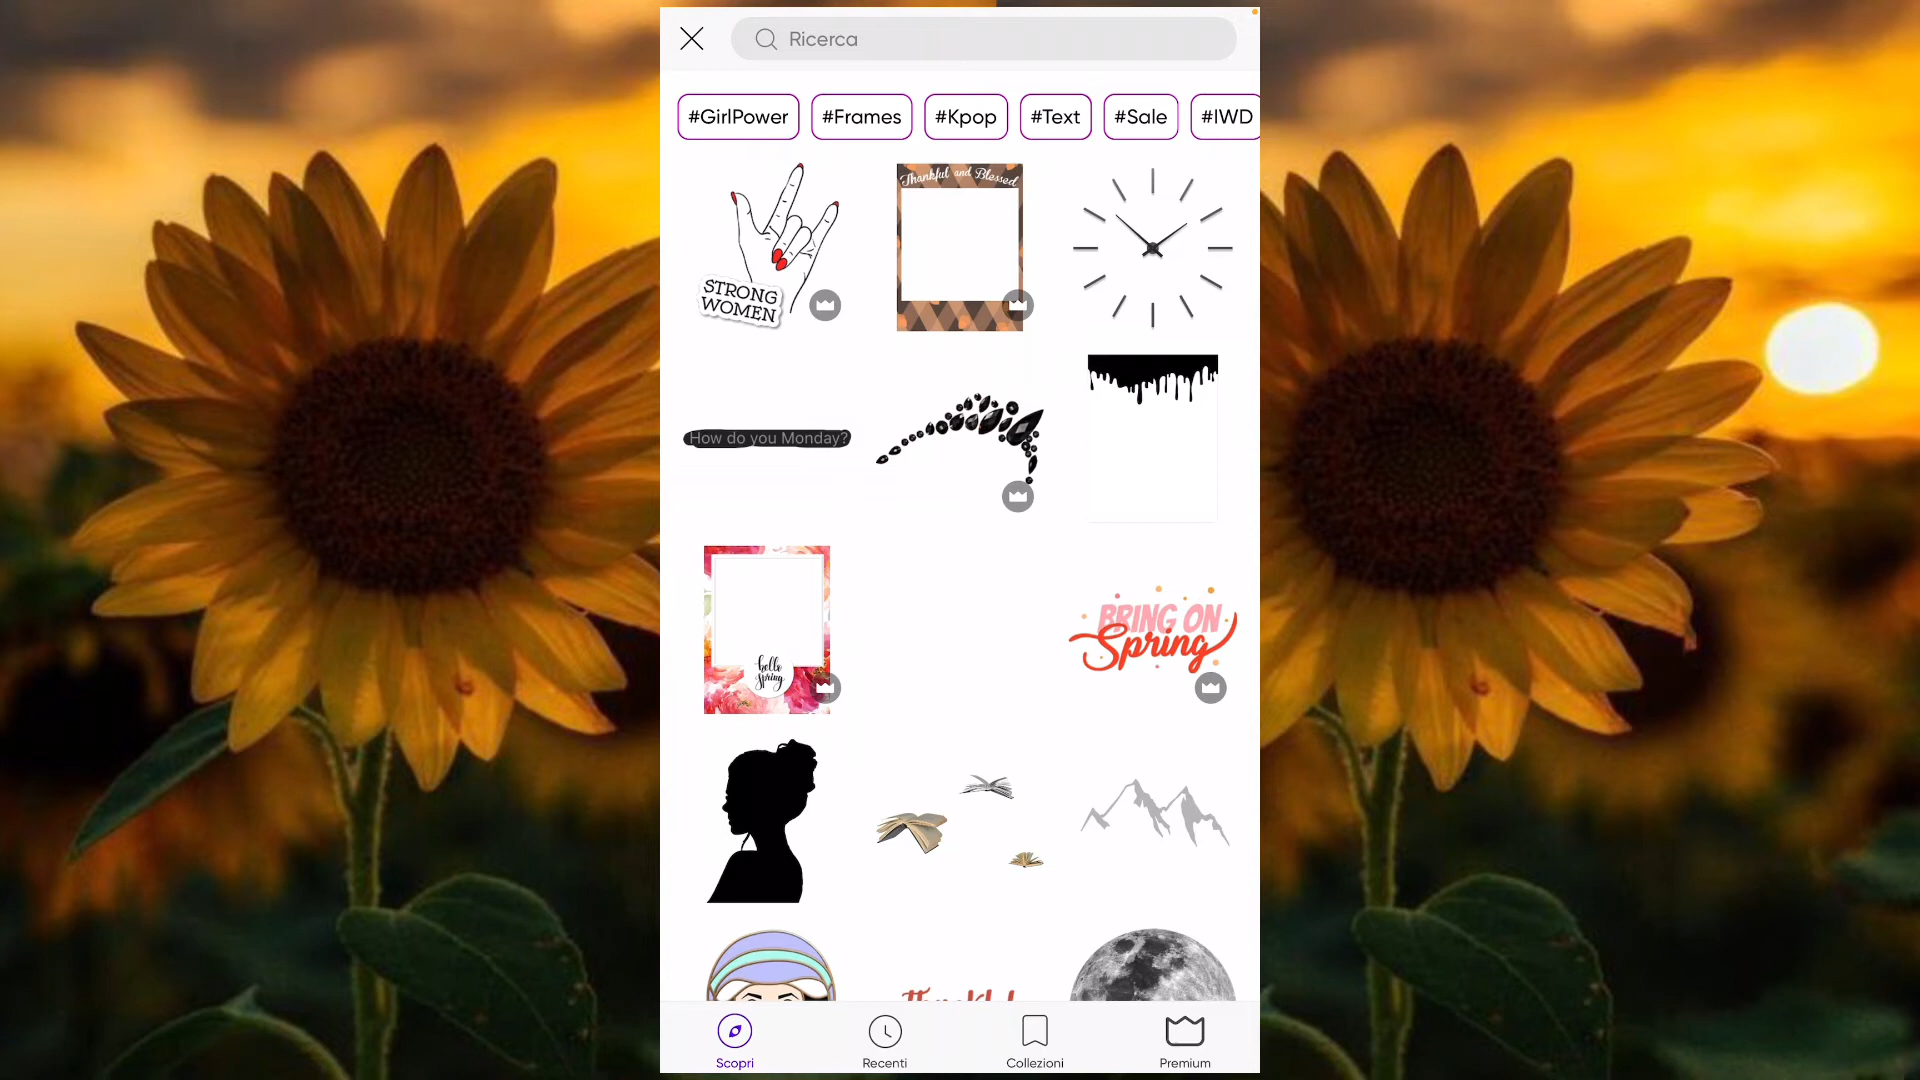 Ricerca
#GirlPower
#Frames
#Kpop
#Text
#Sale
#IWD
STRONG
WOMEN
Thankful and Blessed
How do you Monday?
hello
spring
BRING ON
Spring
Scopri
Recenti
Collezioni
Premium